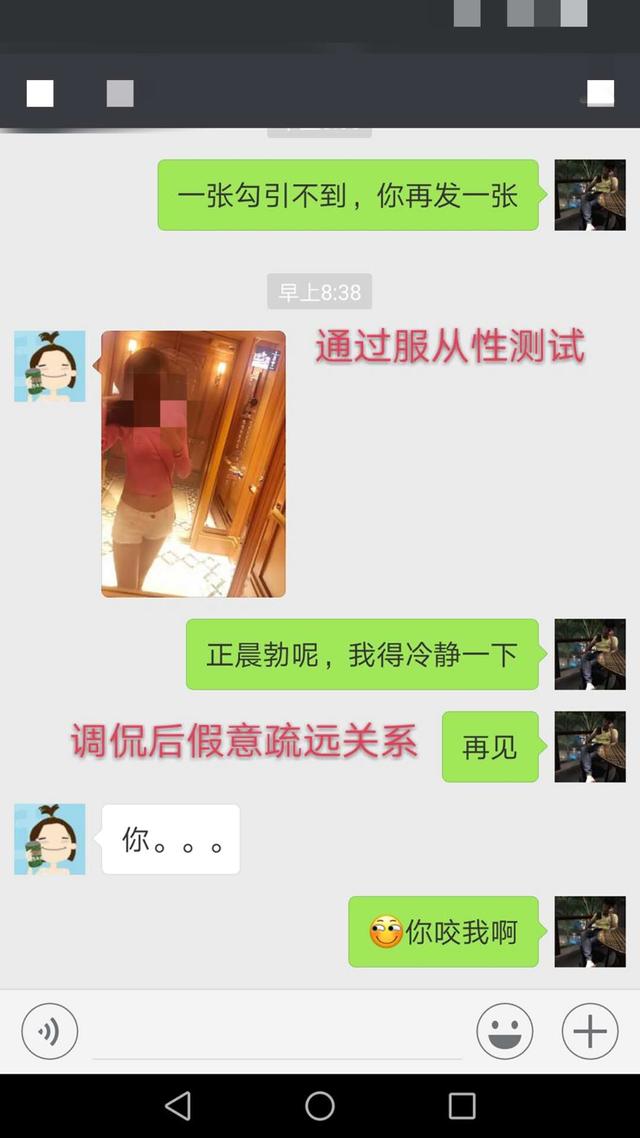 一张勾引不到，你再发一张
早上8:38
通过服从性测试
正晨勃呢，我得冷静一下
调侃后假意疏远关系
再见
你。。。
你咬我啊